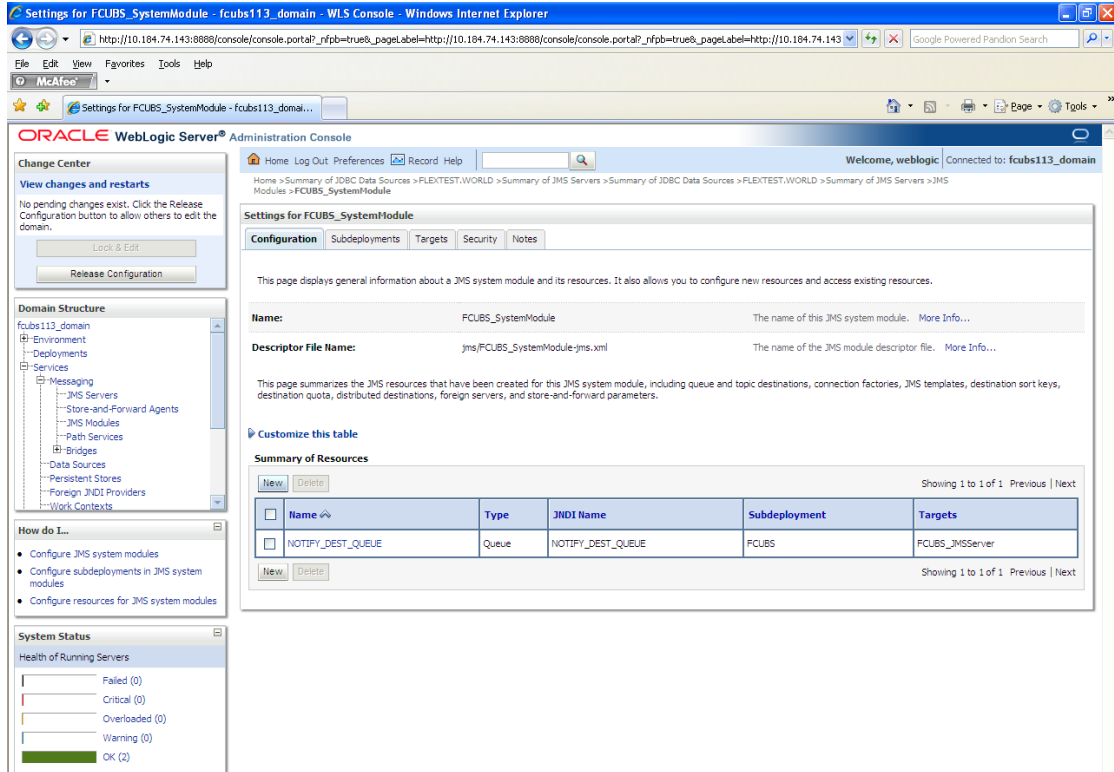 Settings for FCUBS_SystemModule - fcubs113_domain - WLS Console - Windows Internet Explorer
http://10.184.74.143:8888/console/console.portal?_nfpb=true&_pageLabel=http://10.184.74.143:8888/console/console.portal?_nfpb=true&_pageLabel=http://10.184.74.143
Google Powered Pandion Search
File Edit View Favorites Tools Help
McAfee
Settings for FCUBS_SystemModule - fcubs113_domai...
Page Tools
ORACLE WebLogic Server® Administration Console
Change Center
View changes and restarts
No pending changes exist. Click the Release
Configuration button to allow others to edit the
domain.
Lock & Edit
Release Configuration
Domain Structure
fcubs113_domain
Environment
Deployments
Services
Messaging
JMS Servers
Store-and-Forward Agents
JMS Modules
Path Services
Bridges
Data Sources
Persistent Stores
Foreign JNDI Providers
Work Contexts
How do I...
Configure JMS system modules
Configure subdeployments in JMS system
modules
Configure resources for JMS system modules
System Status
Health of Running Servers
Failed (0)
Critical (0)
Overloaded (0)
Warning (0)
OK (2)
Home Log Out Preferences Record Help
Welcome, weblogic Connected to: fcubs113_domain
Home >Summary of JDBC Data Sources >FLEXTEST.WORLD >Summary of JMS Servers >Summary of JDBC Data Sources >FLEXTEST.WORLD >Summary of JMS Servers >JMS
Modules >FCUBS_SystemModule
Settings for FCUBS_SystemModule
Configuration Subdeployments Targets Security Notes
This page displays general information about a JMS system module and its resources. It also allows you to configure new resources and access existing resources.
Name: FCUBS_SystemModule The name of this JMS system module. More Info...
Descriptor File Name: jms/FCUBS_SystemModule-jms.xml The name of the JMS module descriptor file. More Info...
This page summarizes the JMS resources that have been created for this JMS system module, including queue and topic destinations, connection factories, JMS templates, destination sort keys,
destination quota, distributed destinations, foreign servers, and store-and-forward parameters.
Customize this table
Summary of Resources
New Delete Showing 1 to 1 of 1 Previous | Next
Name Type JNDI Name Subdeployment Targets
NOTIFY_DEST_QUEUE Queue NOTIFY_DEST_QUEUE FCUBS FCUBS_JMSServer
New Delete Showing 1 to 1 of 1 Previous | Next